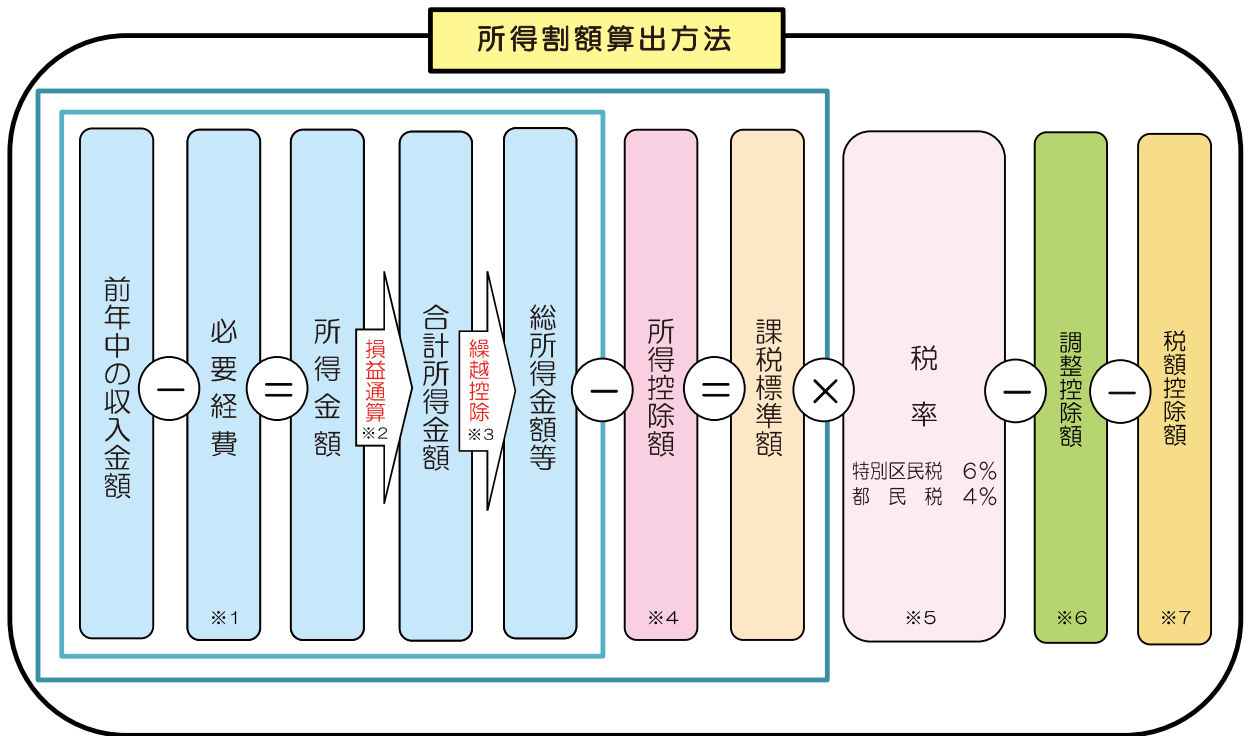 所得割額算出方法
前年中の収入金額
－
必要経費
※1
＝
所得金額
損益通算
※2
合計所得金額
繰越控除
※3
総所得金額等
－
所得控除額
※4
＝
課税標準額
×
税率
特別区民税　6%
都　民　税　4%
※5
－
調整控除額
※6
－
税額控除額
※7